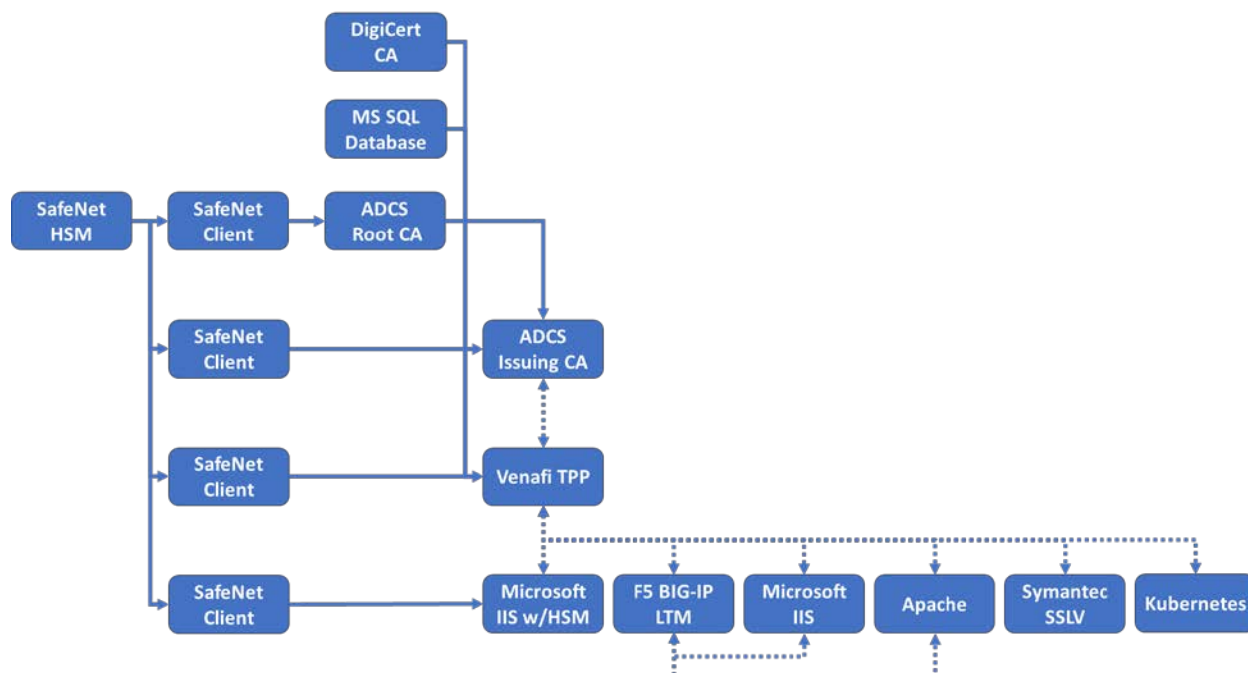 DigiCert
CA
MS SQL
Database
SafeNet
HSM
SafeNet
Client
ADCS
Root CA
SafeNet
Client
ADCS
Issuing CA
SafeNet
Client
Venafi TPP
SafeNet
Client
Microsoft
IIS w/HSM
F5 BIG-IP
LTM
Microsoft
IIS
Apache
Symantec
SSLV
Kubernetes